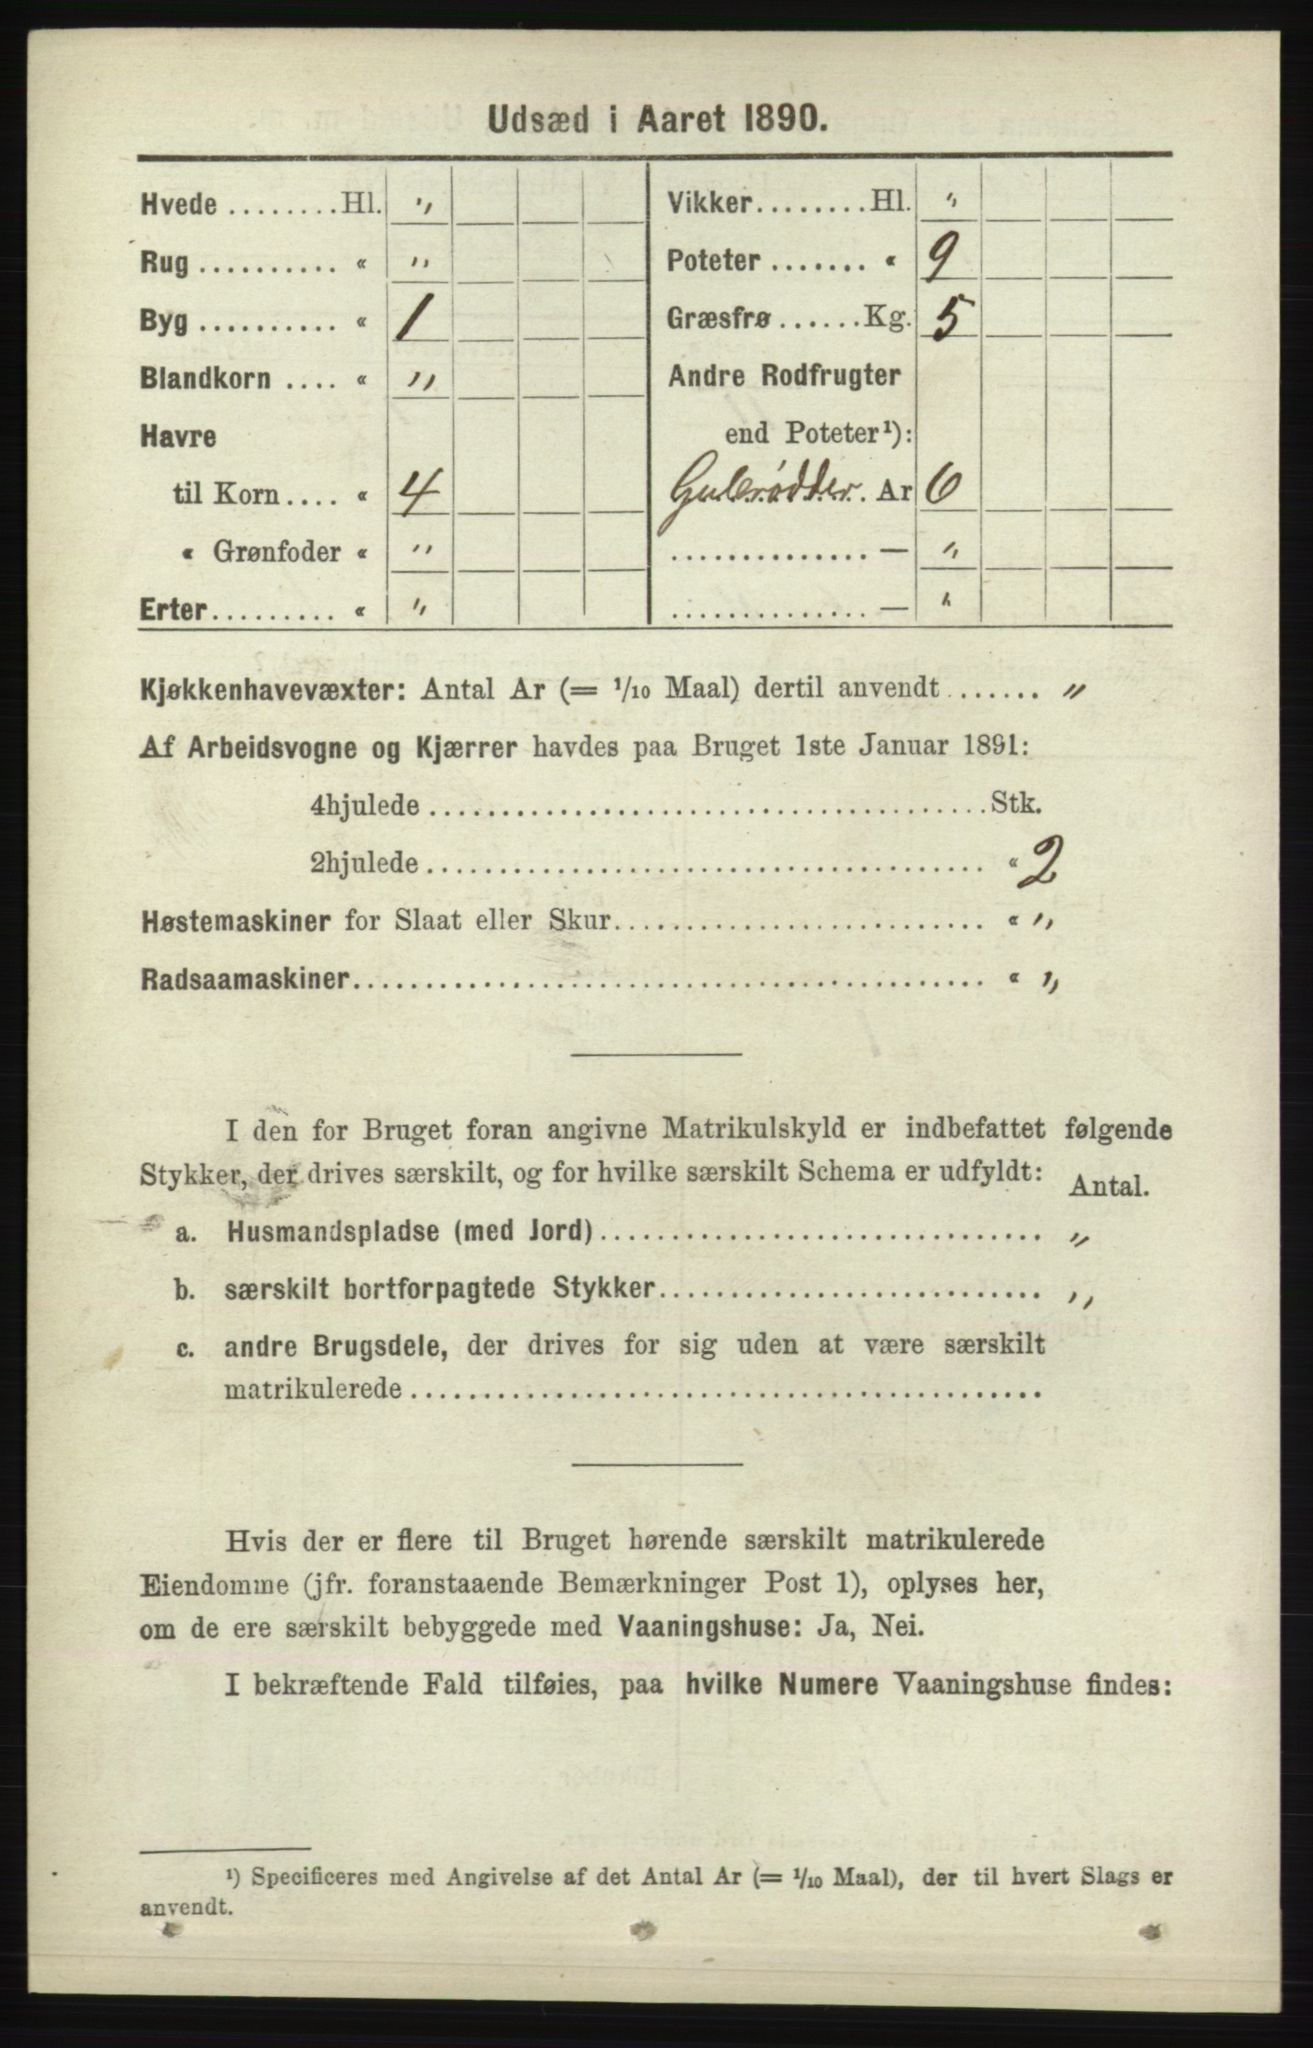 Udsæd i Aaret 1890.
Hvede ........ Hl. "
Rug .......... « "
Byg .......... « 1
Blandkorn .... « "
Havre
til Korn .... « 4
« Grønfoder « "
Erter ......... « "
Vikker ........ Hl. "
Poteter ....... « 9
Græsfrø ...... Kg. 5
Andre Rodfrugter
end Poteter¹):
Gulerødder. Ar 6
.............. — "
.............. — "
Kjøkkenhavevæxter: Antal Ar (= 1/10 Maal) dertil anvendt ....... "
Af Arbeidsvogne og Kjærrer havdes paa Bruget 1ste Januar 1891:
4hjulede ...................................... Stk.
2hjulede ...................................... « 2
Høstemaskiner for Slaat eller Skur ......................... « "
Radsaamaskiner ........................................... « "
I den for Bruget foran angivne Matrikulskyld er indbefattet følgende
Stykker, der drives særskilt, og for hvilke særskilt Schema er udfyldt: Antal.
a. Husmandspladse (med Jord) ............................... "
b. særskilt bortforpagtede Stykker ........................... "
c. andre Brugsdele, der drives for sig uden at være særskilt
matrikulerede ...........................................
Hvis der er flere til Bruget hørende særskilt matrikulerede
Eiendomme (jfr. foranstaaende Bemærkninger Post 1), oplyses her,
om de ere særskilt bebyggede med Vaaningshuse: Ja, Nei.
I bekræftende Fald tilføies, paa hvilke Numere Vaaningshuse findes:
¹) Specificeres med Angivelse af det Antal Ar (= 1/10 Maal), der til hvert Slags er
anvendt.